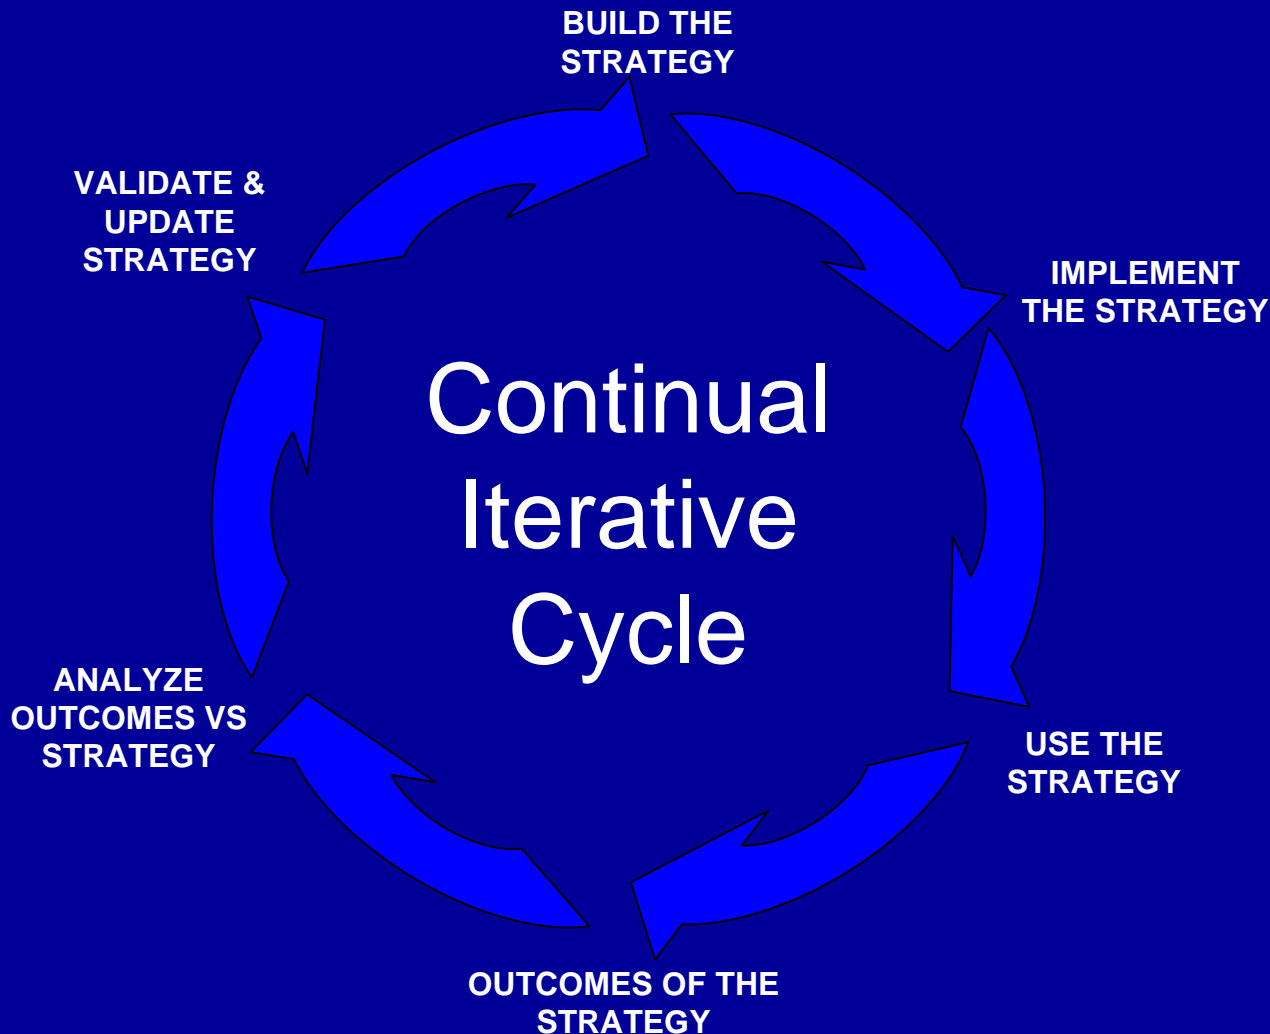 BUILD THE
STRATEGY
IMPLEMENT
THE STRATEGY
USE THE
STRATEGY
OUTCOMES OF THE
STRATEGY
ANALYZE
OUTCOMES VS
STRATEGY
VALIDATE &
UPDATE
STRATEGY
Continual
Iterative
Cycle